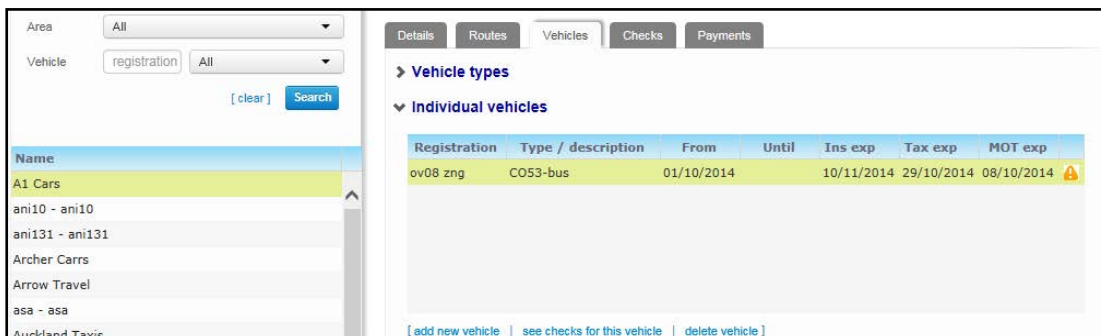 Area All
Vehicle registration All
[ clear ] Search
Name
A1 Cars
ani10 - ani10
ani131 - ani131
Archer Carrs
Arrow Travel
asa - asa
Auckland Taxis
Details Routes Vehicles Checks Payments
Vehicle types
Individual vehicles
Registration Type / description From Until Ins exp Tax exp MOT exp
ov08 zng CO53-bus 01/10/2014 10/11/2014 29/10/2014 08/10/2014
[ add new vehicle | see checks for this vehicle | delete vehicle ]